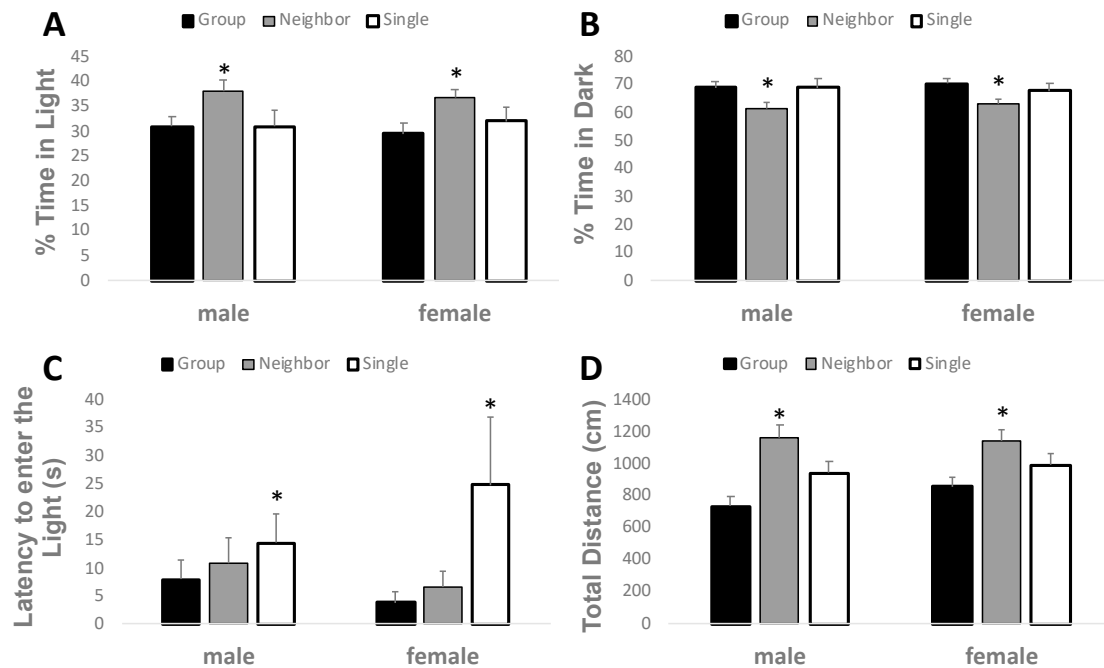 A
Group Neighbor Single
% Time in Light
45
40
35
30
25
20
15
10
5
0
*
*
male female
B
Group Neighbor Single
% Time in Dark
80
70
60
50
40
30
20
10
0
*
*
male female
C
Group Neighbor Single
Latency to enter the
Light (s)
40
35
30
25
20
15
10
5
0
*
*
male female
D
Group Neighbor Single
Total Distance (cm)
1400
1200
1000
800
600
400
200
0
*
*
male female